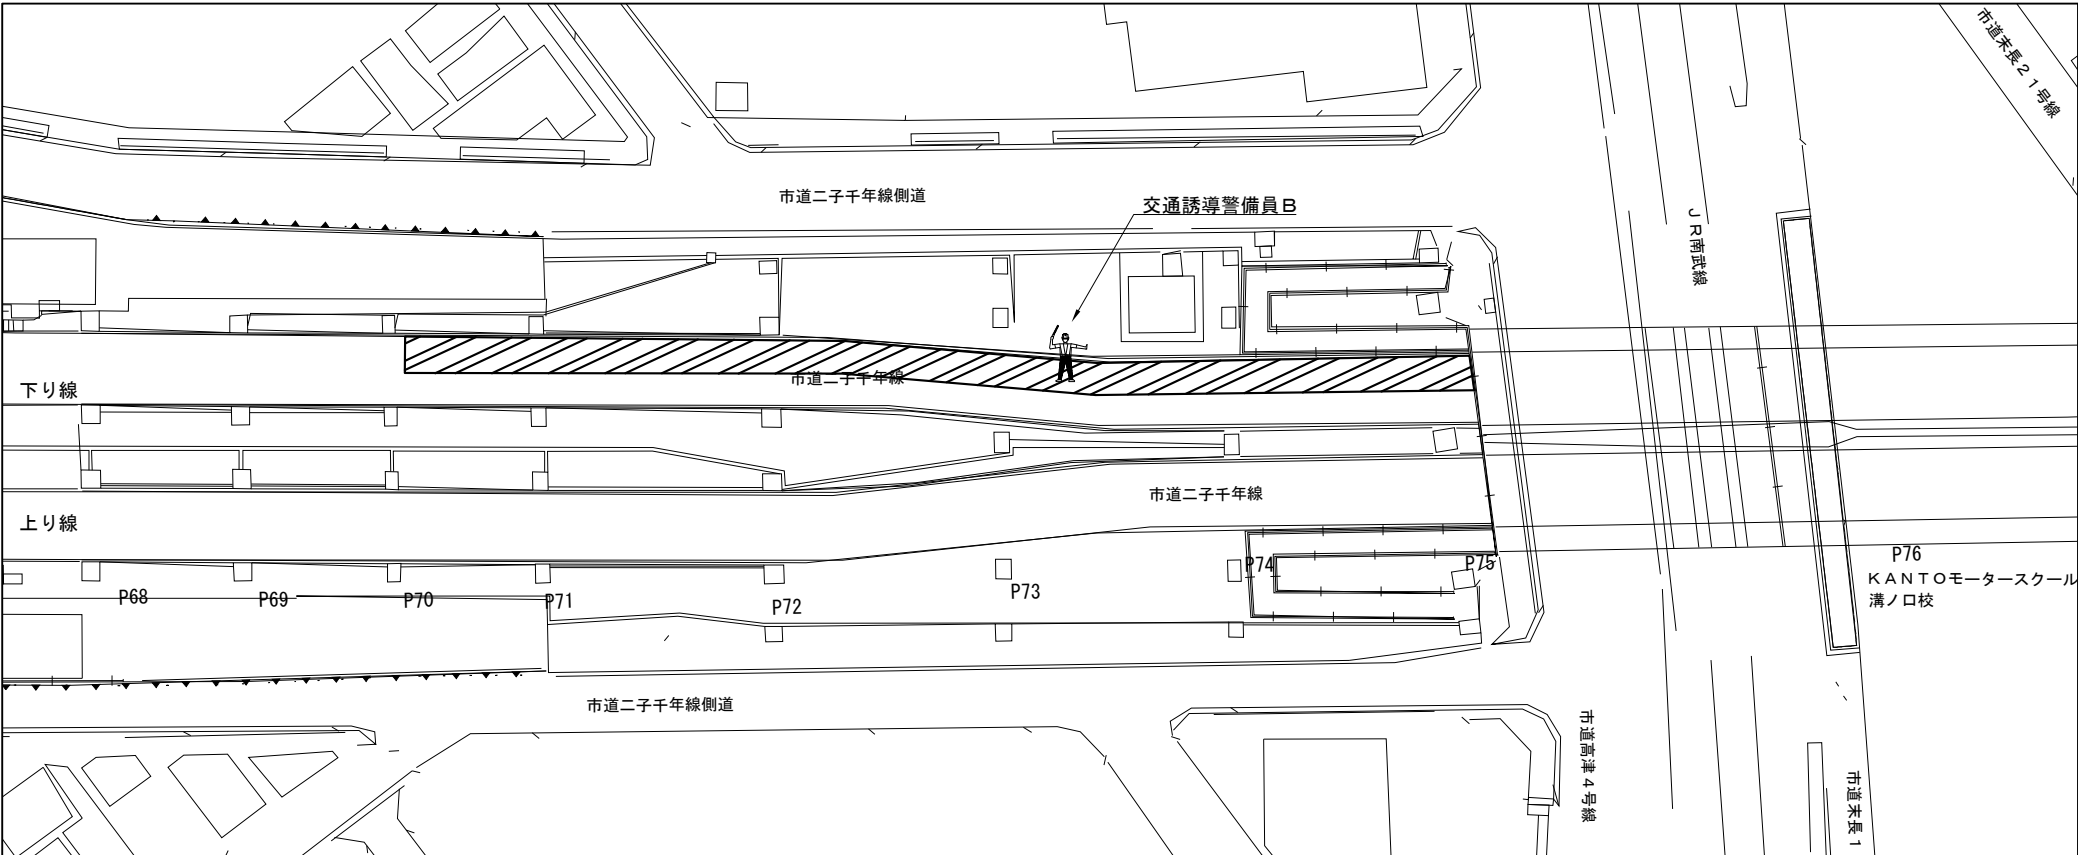 市道末長２１号線
市道二子千年線側道
交通誘導警備員Ｂ
ＪＲ南武線
下り線
市道二子千年線
市道二子千年線
上り線
P68
P69
P70
P71
P72
P73
P74
P75
P76
ＫＡＮＴＯモータースクール
溝ノ口校
市道二子千年線側道
市道高津４号線
市道末長１